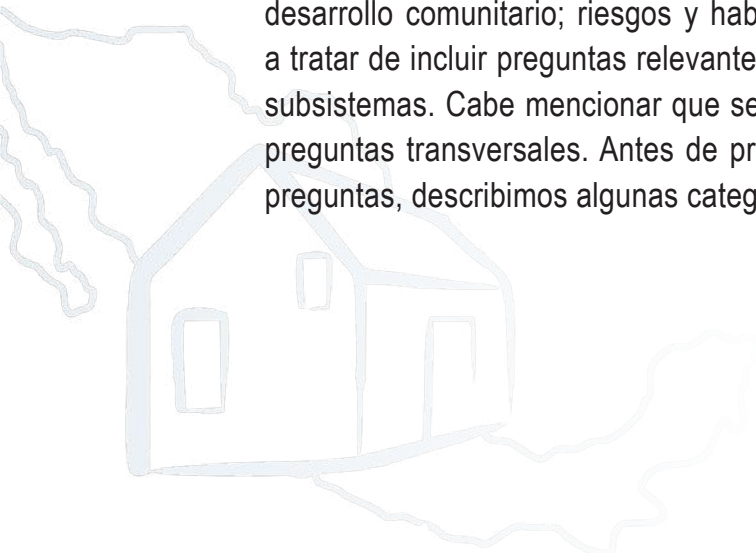 desarrollo comunitario; riesgos y hab
a tratar de incluir preguntas relevante
subsistemas. Cabe mencionar que se
preguntas transversales. Antes de pr
preguntas, describimos algunas categ